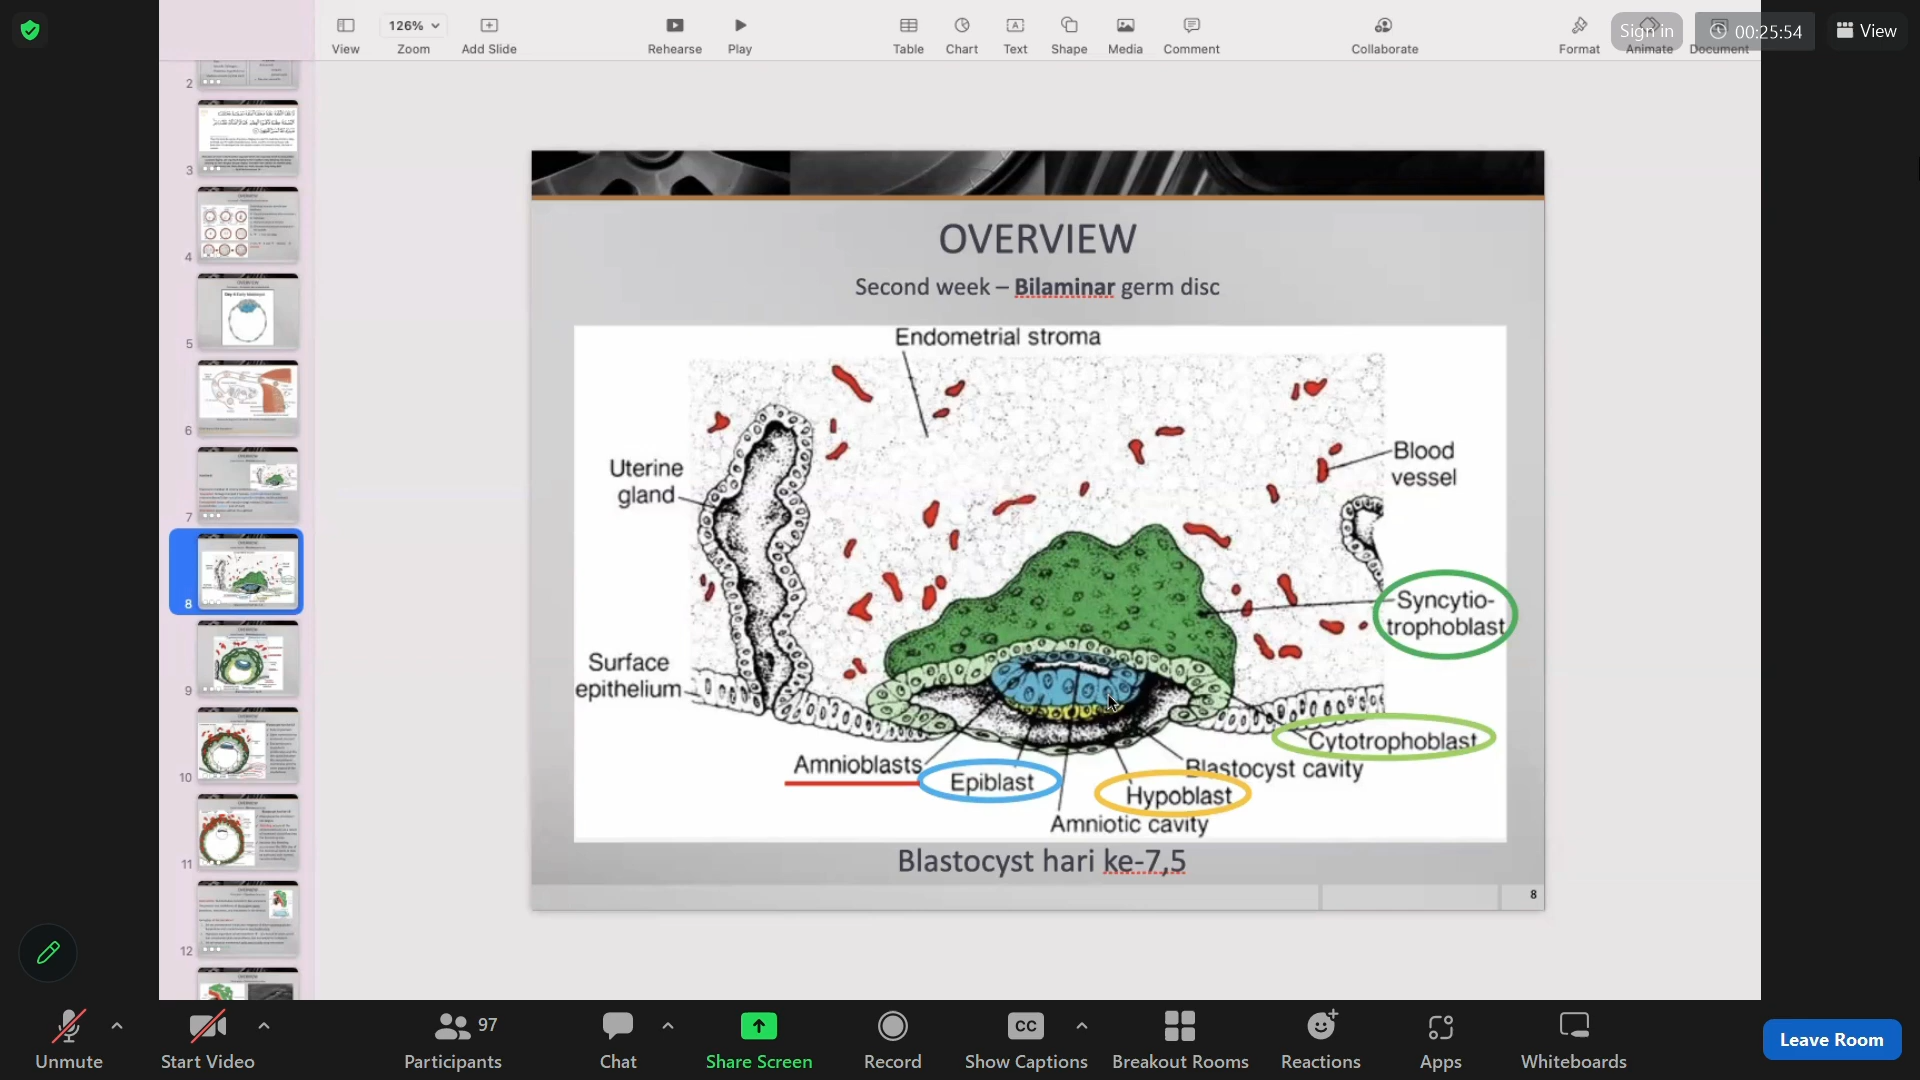 View
126%
Zoom
Add Slide
Rehearse
Play
Table
Chart
Text
Shape
Media
Comment
Collaborate
Format
Animate
Document
Sign in
00:25:54
View
2
3
4
5
6
7
8
9
10
11
12
OVERVIEW
Second week – Bilaminar germ disc
Endometrial stroma
Uterine
gland
Blood
vessel
Syncytio-
trophoblast
Surface
epithelium
Cytotrophoblast
Amnioblasts
Epiblast
Blastocyst cavity
Hypoblast
Amniotic cavity
Blastocyst hari ke-7,5
8
Unmute
Start Video
97
Participants
Chat
Share Screen
Record
CC
Show Captions
Breakout Rooms
Reactions
Apps
Whiteboards
Leave Room